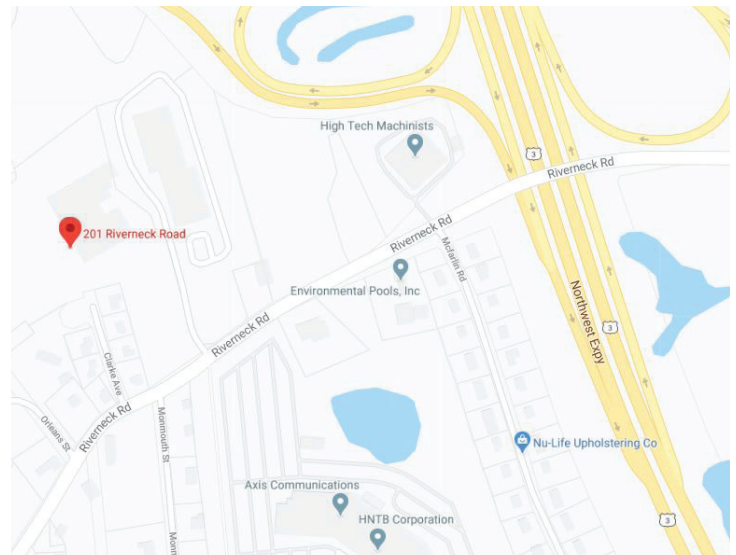 High Tech Machinists
3
Riverneck Rd
201 Riverneck Road
Riverneck Rd
Mcfarlin Rd
Environmental Pools, Inc
Northwest Expy
Riverneck Rd
3
Clarke Ave
Orleans St
Riverneck Rd
Monmouth St
Nu-Life Upholstering Co
Axis Communications
HNTB Corporation
3